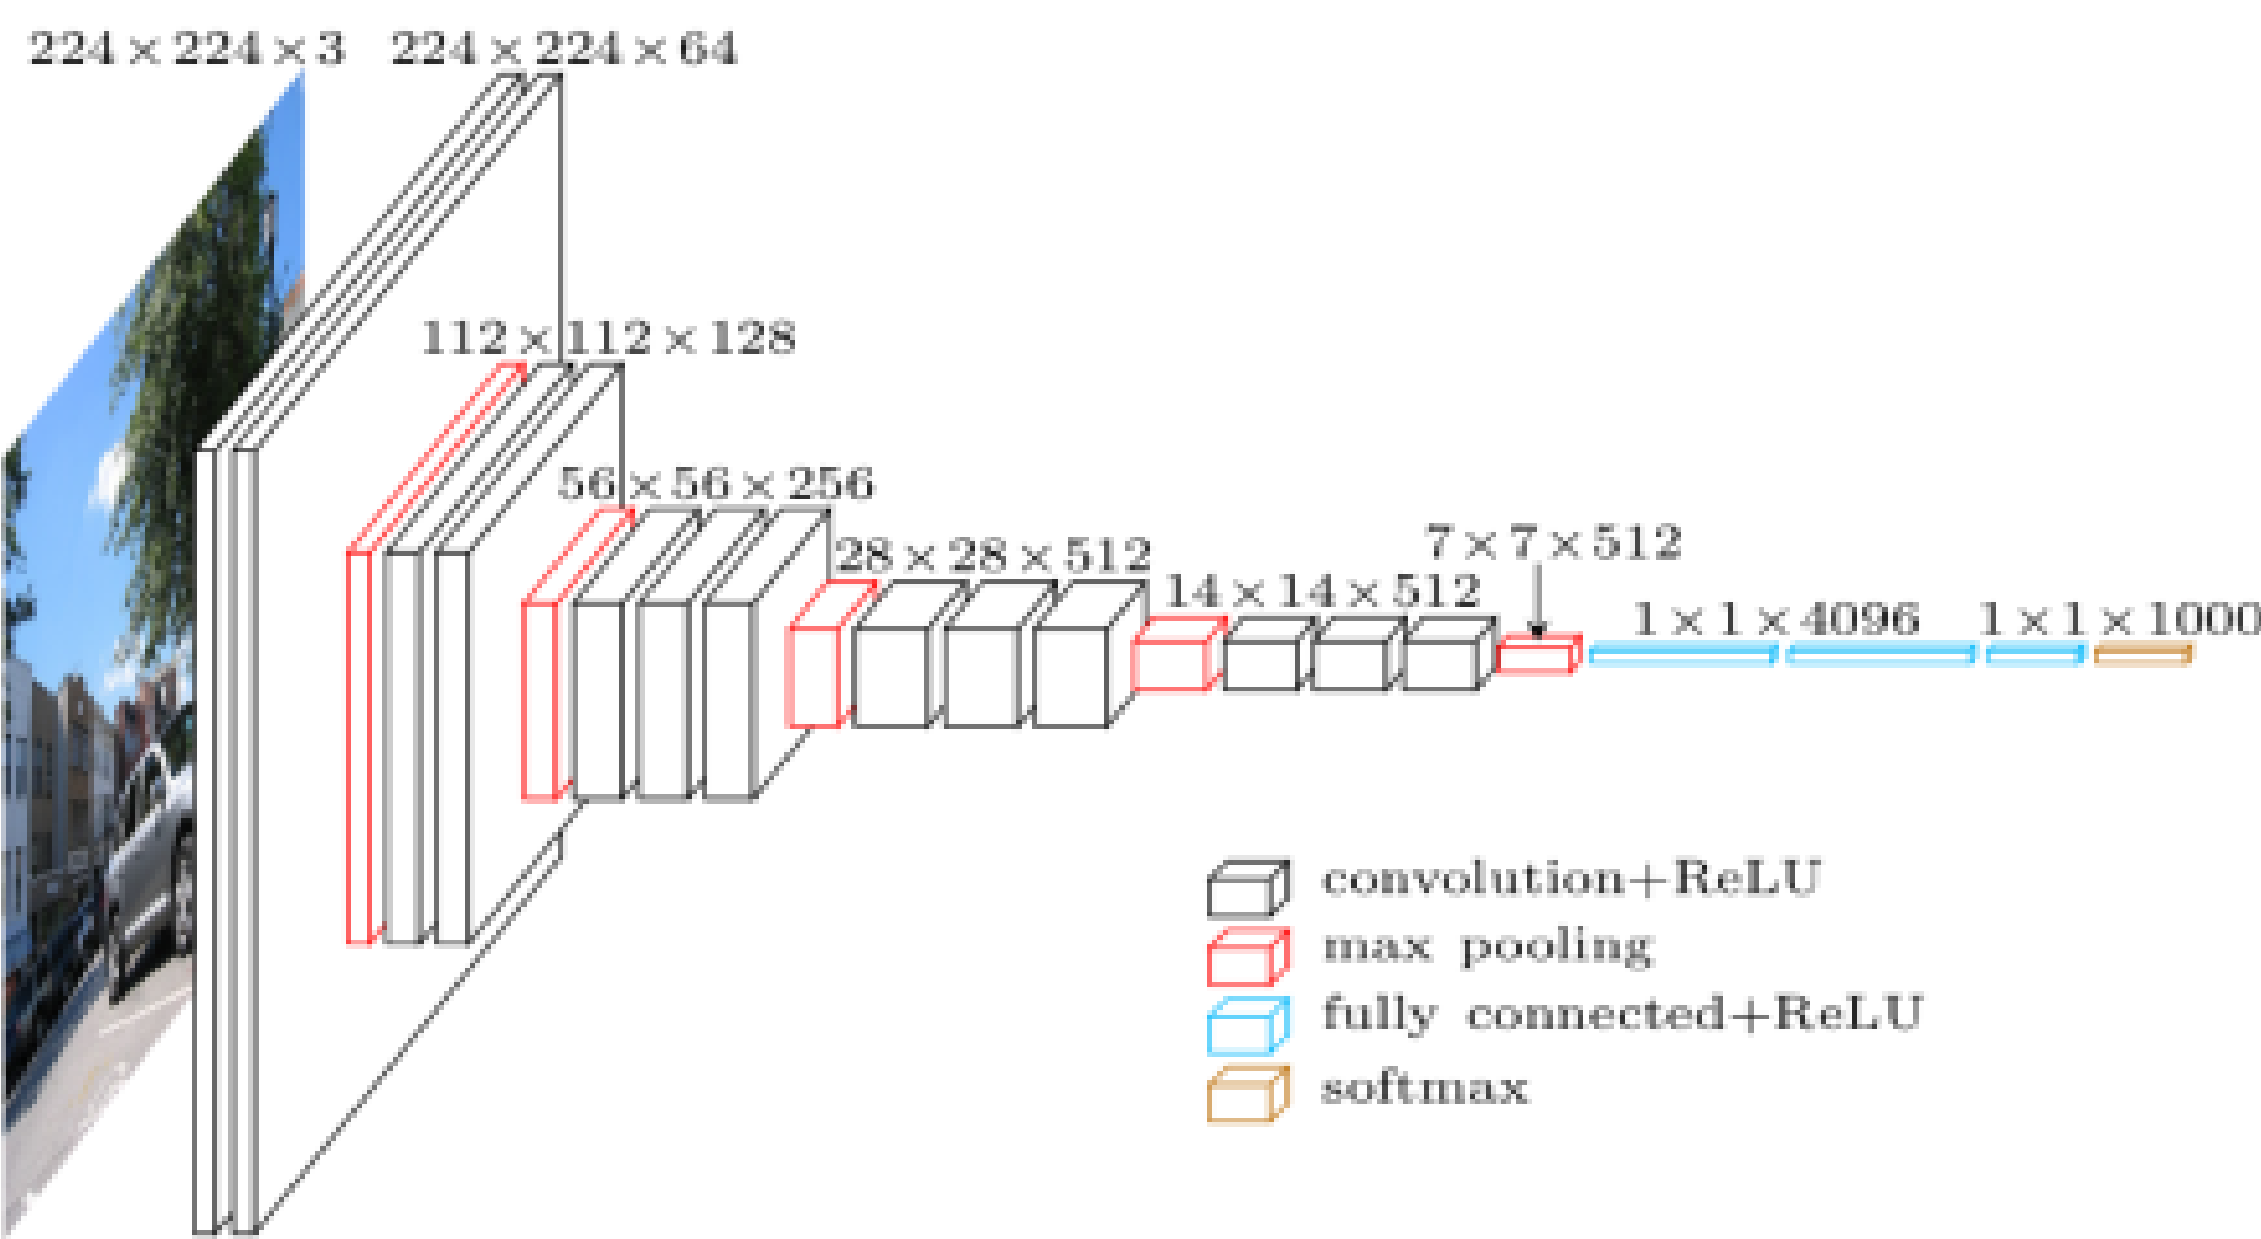 224 × 224 × 3
224 × 224 × 64
112 × 112 × 128
56 × 56 × 256
28 × 28 × 512
14 × 14 × 512
7 × 7 × 512
1 × 1 × 4096
1 × 1 × 1000
convolution+ReLU
max pooling
fully connected+ReLU
softmax